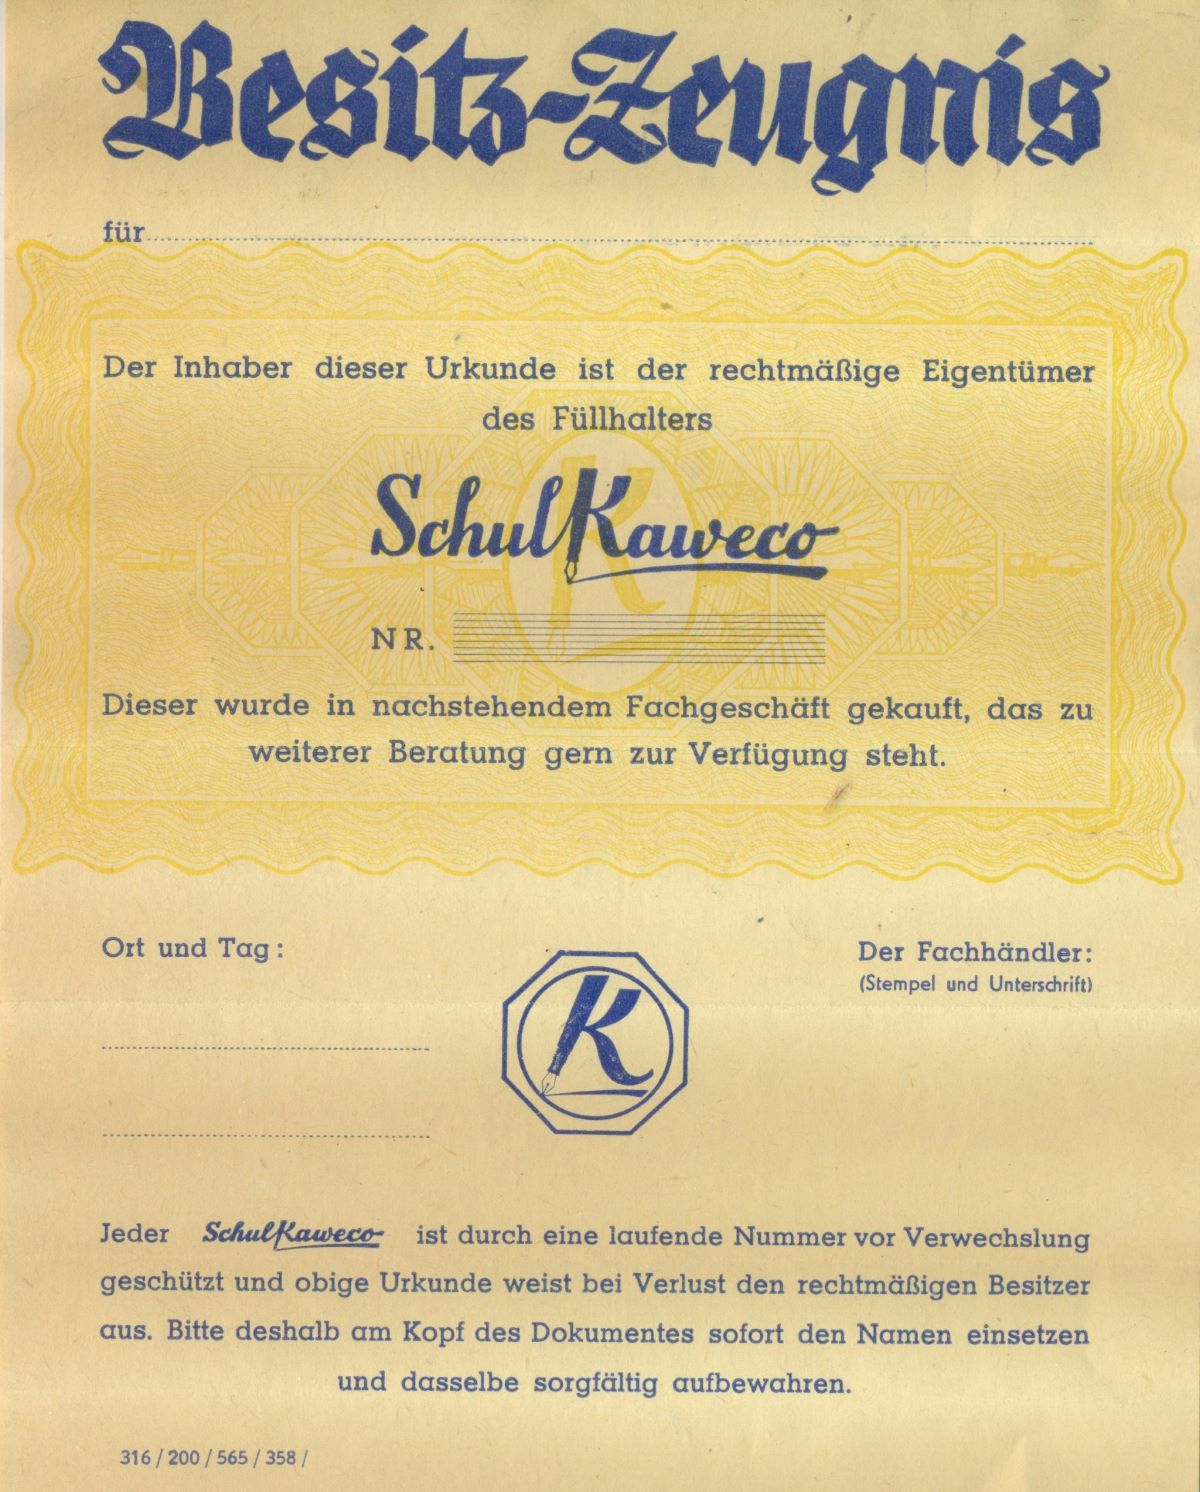 Besitz-Zeugnis
für
Der Inhaber dieser Urkunde ist der rechtmäßige Eigentümer
des Füllhalters
SchulKaweco
NR.
Dieser wurde in nachstehendem Fachgeschäft gekauft, das zu
weiterer Beratung gern zur Verfügung steht.
Ort und Tag:
Der Fachhändler:
(Stempel und Unterschrift)
K
Jeder SchulKaweco ist durch eine laufende Nummer vor Verwechslung
geschützt und obige Urkunde weist bei Verlust den rechtmäßigen Besitzer
aus. Bitte deshalb am Kopf des Dokumentes sofort den Namen einsetzen
und dasselbe sorgfältig aufbewahren.
316 / 200 / 565 / 358 /